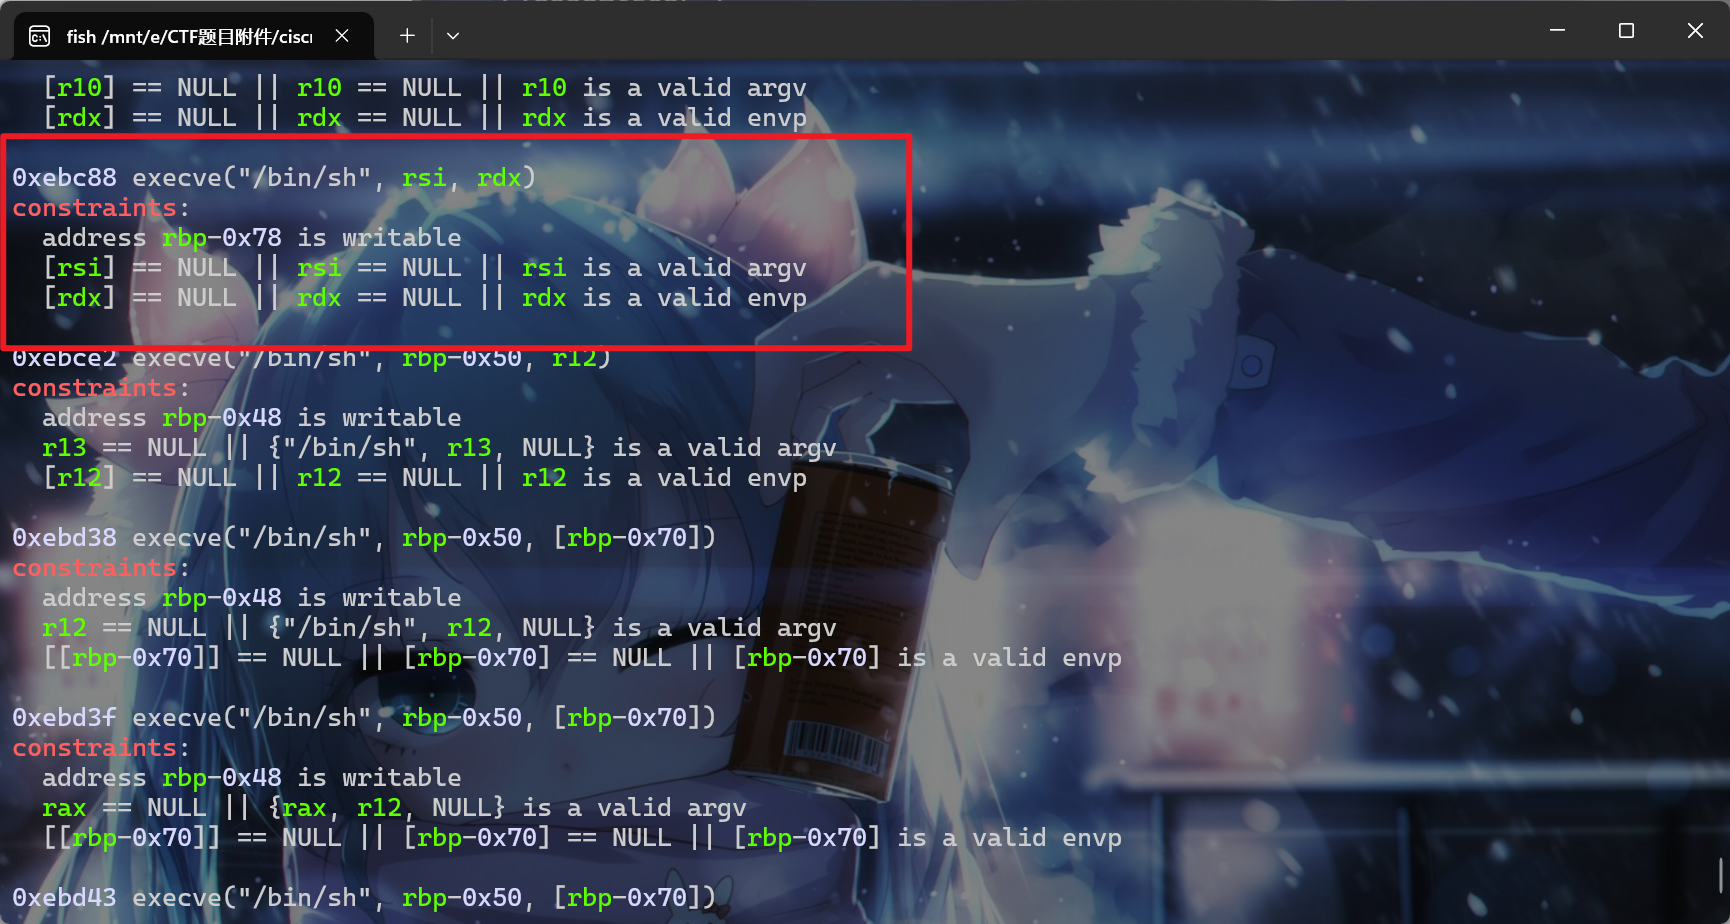 fish /mnt/e/CTF题目附件/ciscr
[r10] == NULL || r10 == NULL || r10 is a valid argv
[rdx] == NULL || rdx == NULL || rdx is a valid envp
0xebc88 execve("/bin/sh", rsi, rdx)
constraints:
address rbp-0x78 is writable
[rsi] == NULL || rsi == NULL || rsi is a valid argv
[rdx] == NULL || rdx == NULL || rdx is a valid envp
0xebce2 execve("/bin/sh", rbp-0x50, r12)
constraints:
address rbp-0x48 is writable
r13 == NULL || {"/bin/sh", r13, NULL} is a valid argv
[r12] == NULL || r12 == NULL || r12 is a valid envp
0xebd38 execve("/bin/sh", rbp-0x50, [rbp-0x70])
constraints:
address rbp-0x48 is writable
r12 == NULL || {"/bin/sh", r12, NULL} is a valid argv
[[rbp-0x70]] == NULL || [rbp-0x70] == NULL || [rbp-0x70] is a valid envp
0xebd3f execve("/bin/sh", rbp-0x50, [rbp-0x70])
constraints:
address rbp-0x48 is writable
rax == NULL || {rax, r12, NULL} is a valid argv
[[rbp-0x70]] == NULL || [rbp-0x70] == NULL || [rbp-0x70] is a valid envp
0xebd43 execve("/bin/sh", rbp-0x50, [rbp-0x70])